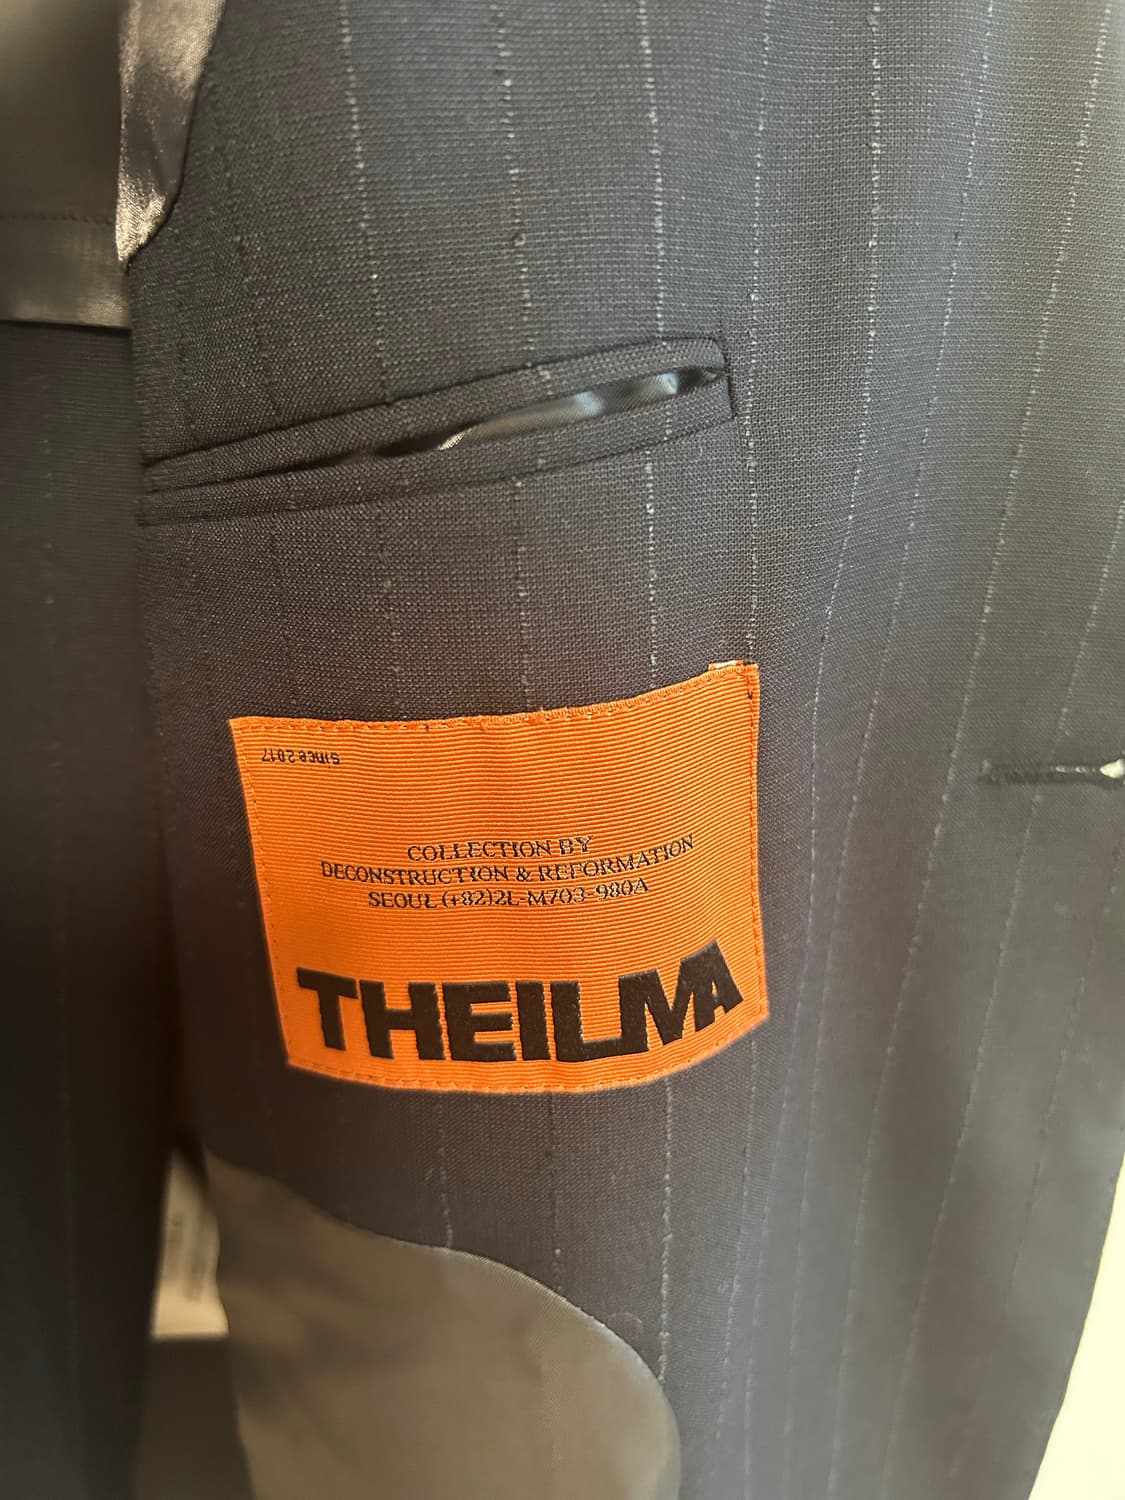 SINCE 2017
COLLECTION BY
DECONSTRUCTION & REFORMATION
SEOUL (+82)2L-M703-980A
THEILMA